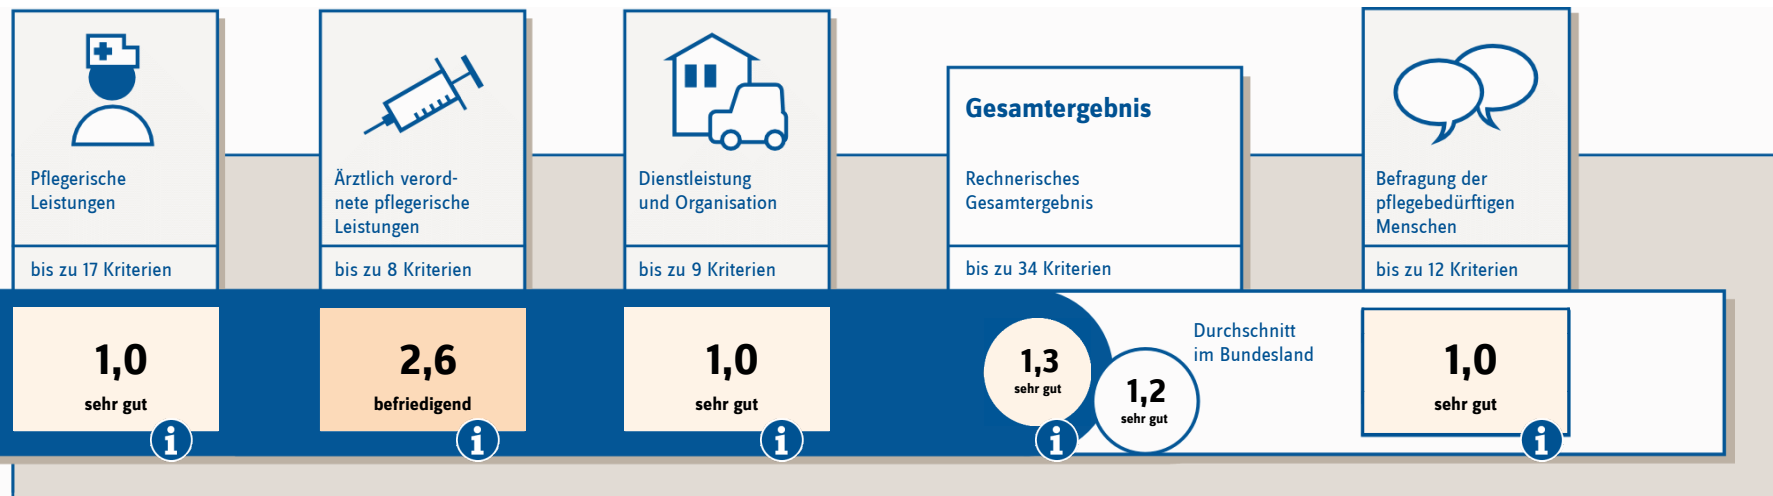 Pflegerische
Leistungen
bis zu 17 Kriterien
1,0
sehr gut
i
Ärztlich verord-
nete pflegerische
Leistungen
bis zu 8 Kriterien
2,6
befriedigend
i
Dienstleistung
und Organisation
bis zu 9 Kriterien
1,0
sehr gut
i
Gesamtergebnis
Rechnerisches
Gesamtergebnis
bis zu 34 Kriterien
1,3
sehr gut
i
Durchschnitt
im Bundesland
1,2
sehr gut
Befragung der
pflegebedürftigen
Menschen
bis zu 12 Kriterien
1,0
sehr gut
i